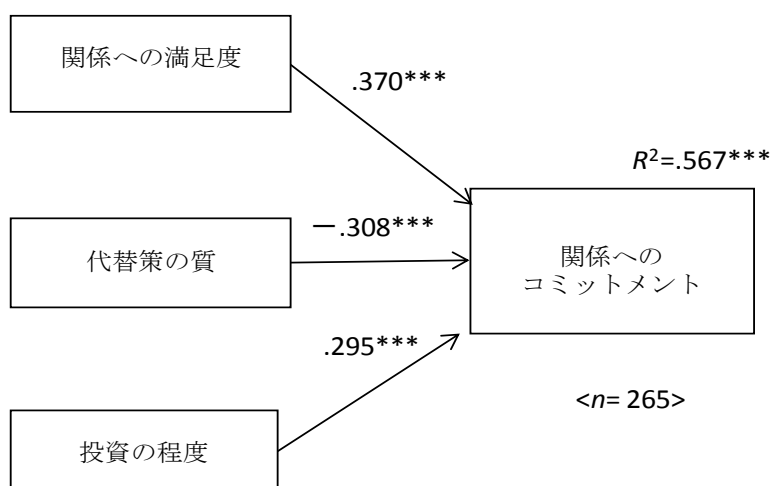 関係への満足度
.370***
R²=.567***
代替策の質
－.308***
関係への
コミットメント
.295***
<n= 265>
投資の程度